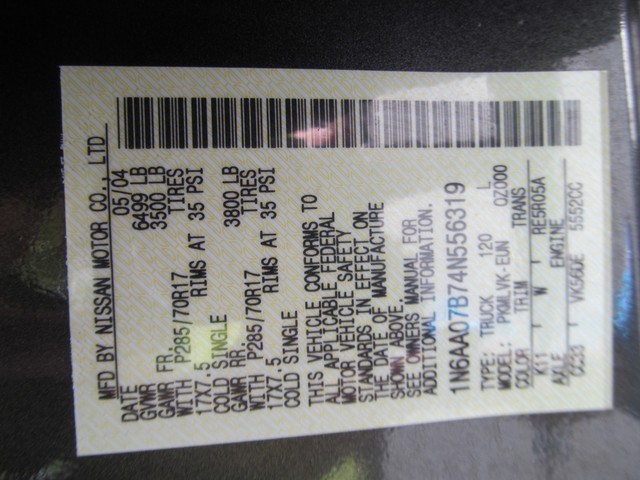 MFD BY NISSAN MOTOR CO., LTD
DATE 05/04
GVWR 6499 LB
GAWR FR. 3500 LB
WITH P285/70R17 TIRES
17X7.5 RIMS AT 35 PSI
COLD SINGLE
GAWR RR. 3800 LB
WITH P285/70R17 TIRES
17X7.5 RIMS AT 35 PSI
COLD SINGLE
THIS VEHICLE CONFORMS TO
ALL APPLICABLE FEDERAL
MOTOR VEHICLE SAFETY
STANDARDS IN EFFECT ON
THE DATE OF MANUFACTURE
SHOWN ABOVE.
SEE OWNERS MANUAL FOR
ADDITIONAL INFORMATION.
1N6AA07B74N556319
TYPE: TRUCK 120 L
MODEL: PKMLVK-EUN 0Z000
COLOR TRIM TRANS
K11 W RE5R05A
AXLE ENGINE
CC33 VK56DE 5552CC